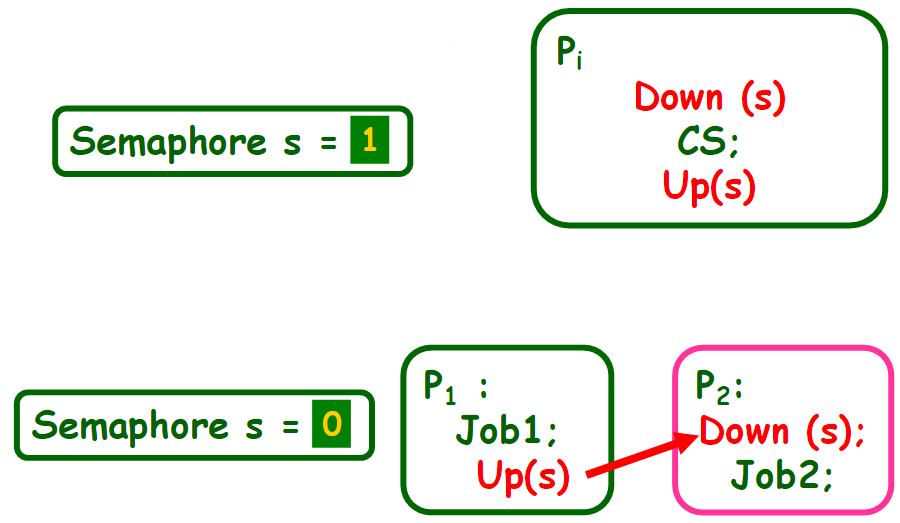 Semaphore s = 1
Pᵢ
Down (s)
CS;
Up(s)
Semaphore s = 0
P₁ :
Job1;
Up(s)
P₂:
Down (s);
Job2;